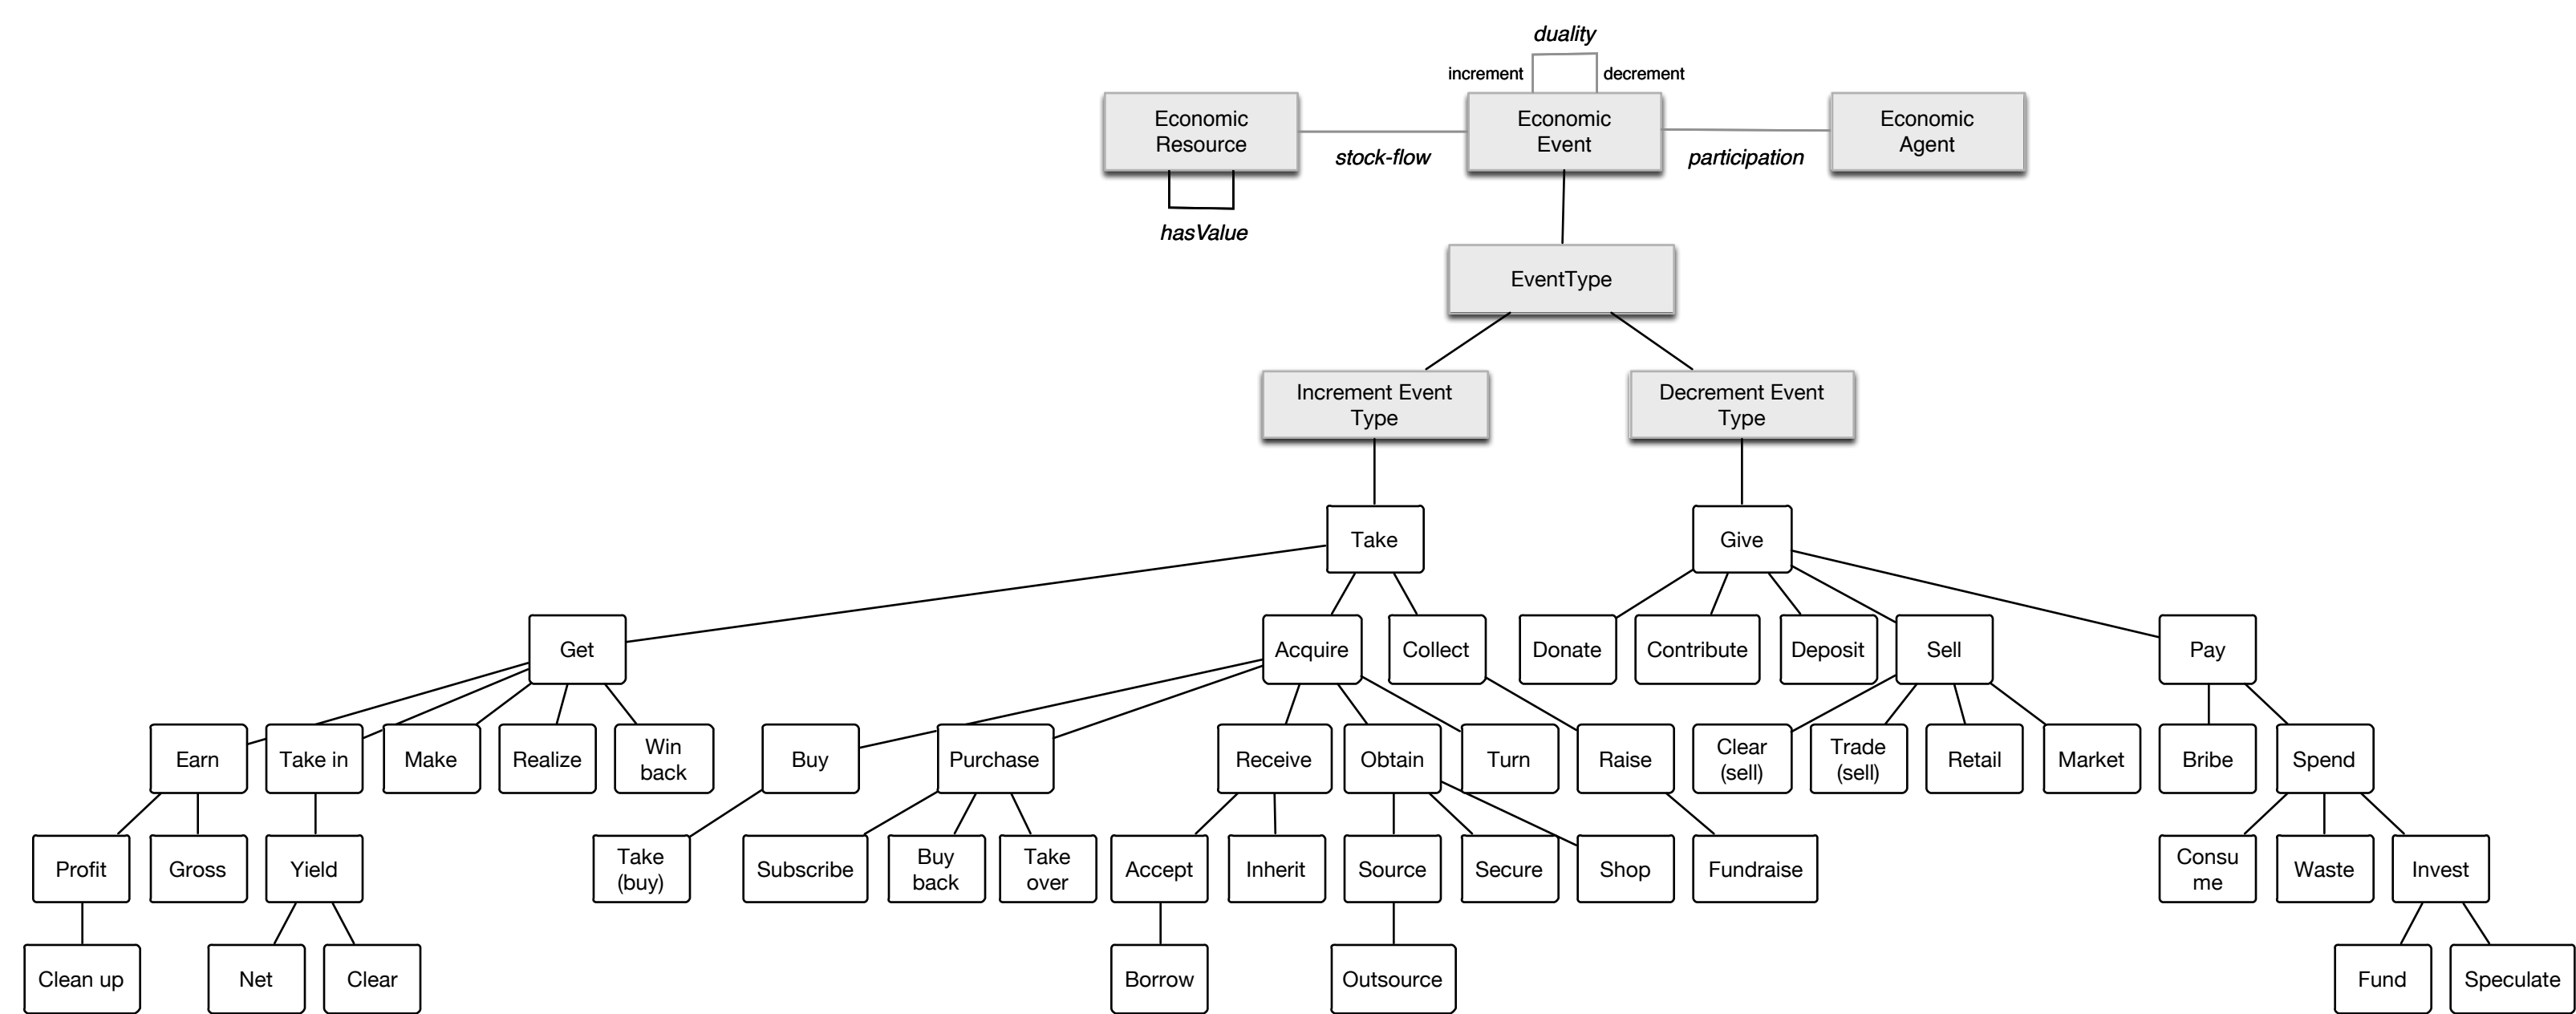 duality
increment
decrement
Economic
Resource
Economic
Event
Economic
Agent
stock-flow
participation
hasValue
EventType
Increment Event
Type
Decrement Event
Type
Take
Give
Get
Acquire
Collect
Donate
Contribute
Deposit
Sell
Pay
Earn
Take in
Make
Realize
Win
back
Buy
Purchase
Receive
Obtain
Turn
Raise
Clear
(sell)
Trade
(sell)
Retail
Market
Bribe
Spend
Profit
Gross
Yield
Take
(buy)
Subscribe
Buy
back
Take
over
Accept
Inherit
Source
Secure
Shop
Fundraise
Consu
me
Waste
Invest
Clean up
Net
Clear
Borrow
Outsource
Fund
Speculate